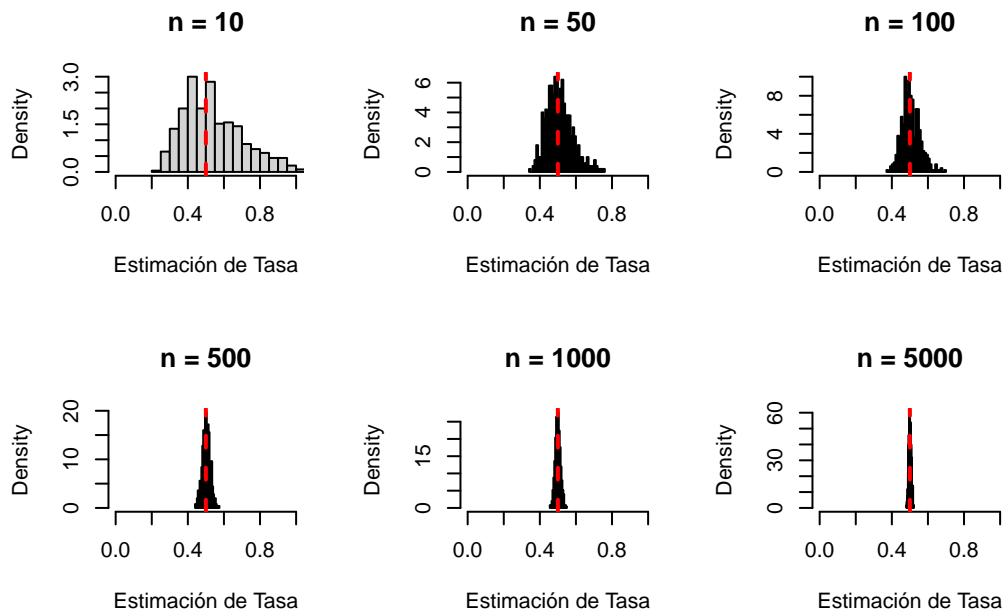 n = 10
Density
0.0 1.5 3.0
0.0 0.4 0.8
Estimación de Tasa
n = 50
Density
0 2 4 6
0.0 0.4 0.8
Estimación de Tasa
n = 100
Density
0 4 8
0.0 0.4 0.8
Estimación de Tasa
n = 500
Density
0 10 20
0.0 0.4 0.8
Estimación de Tasa
n = 1000
Density
0 15
0.0 0.4 0.8
Estimación de Tasa
n = 5000
Density
0 30 60
0.0 0.4 0.8
Estimación de Tasa